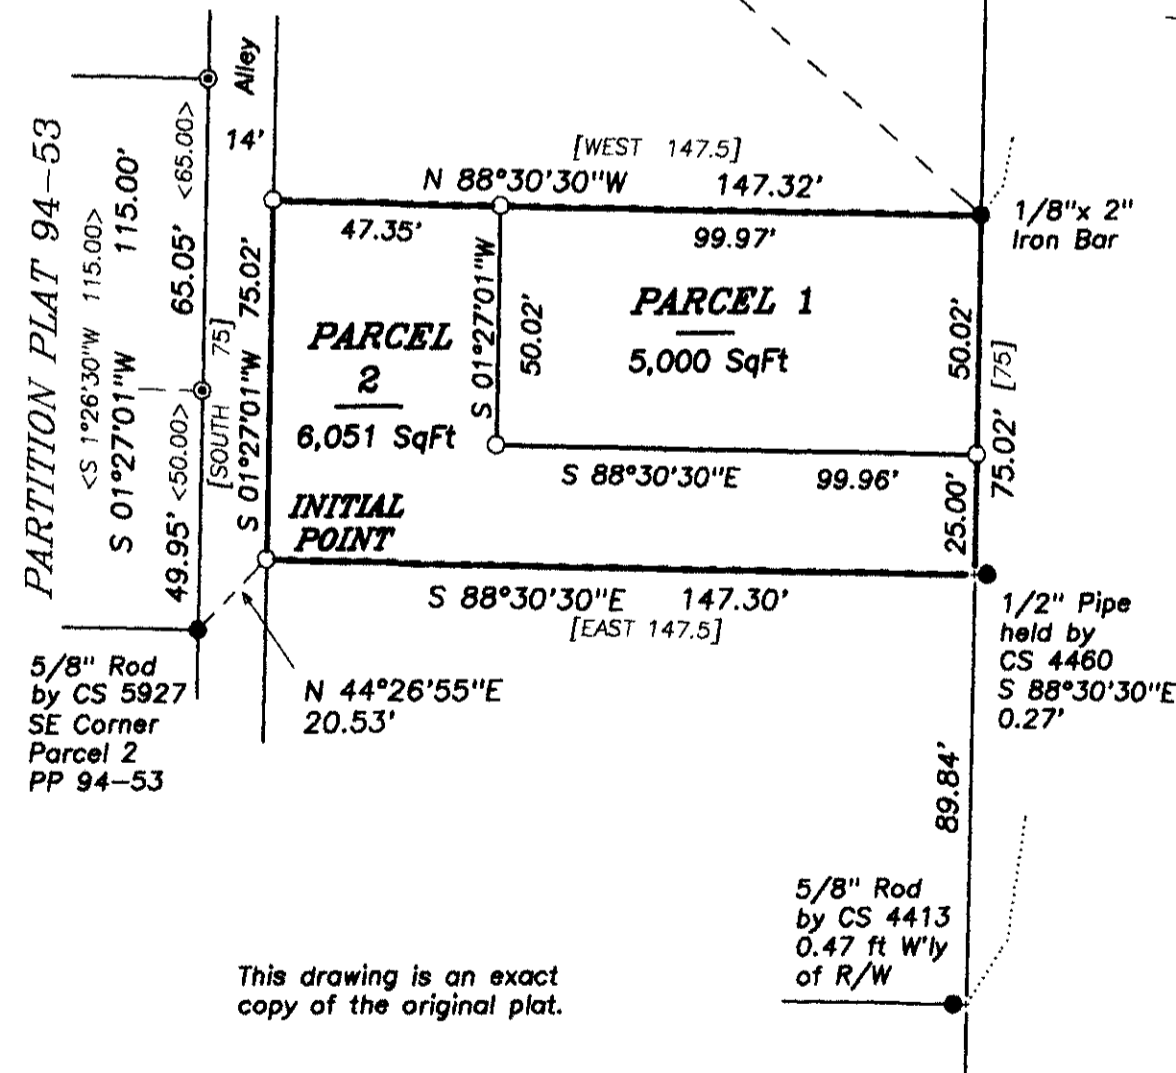 PARTITION PLAT 94-53
<S 1°26'30"W 115.00>
S 01°27'01"W 115.00'
65.05' <65.00>
49.95' <50.00>
Alley
14'
[SOUTH 75]
S 01°27'01"W 75.02'
[WEST 147.5]
N 88°30'30"W 147.32'
47.35'
99.97'
1/8"x 2"
Iron Bar
PARCEL
2
6,051 SqFt
S 01°27'01"W
50.02'
PARCEL 1
5,000 SqFt
50.02'
75.02' [75]
S 88°30'30"E 99.96'
25.00'
INITIAL
POINT
S 88°30'30"E 147.30'
[EAST 147.5]
1/2" Pipe
held by
CS 4460
S 88°30'30"E
0.27'
5/8" Rod
by CS 5927
SE Corner
Parcel 2
PP 94-53
N 44°26'55"E
20.53'
89.84'
5/8" Rod
by CS 4413
0.47 ft W'ly
of R/W
This drawing is an exact
copy of the original plat.